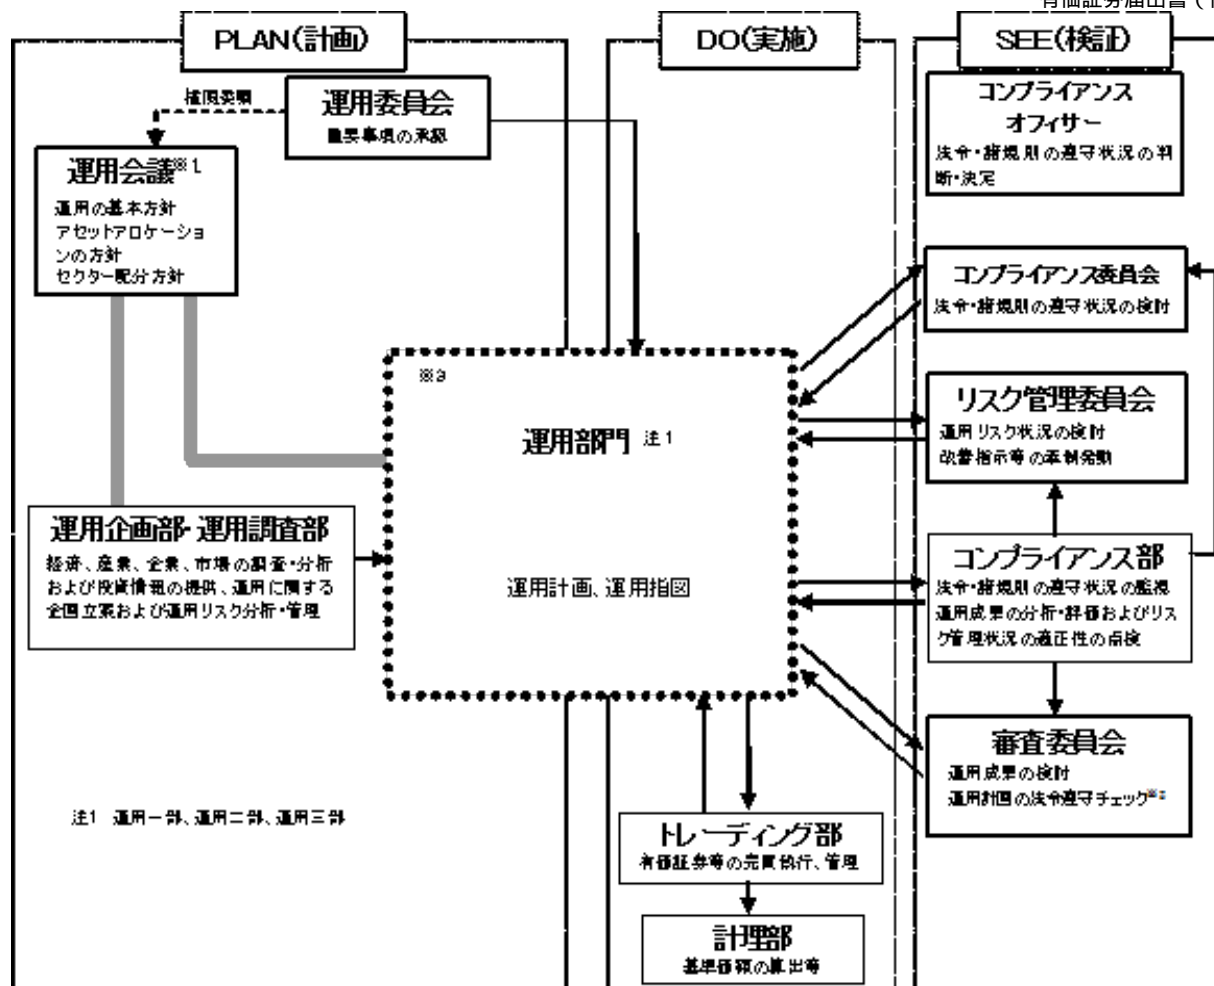 有価証券届出書(
PLAN(計画)
DO(実施)
SEE(検証)
権限委嘱
運用委員会
重要事項の承認
運用会議※1
運用の基本方針
アセットアロケーショ
ンの方針
セクター配分方針
コンプライアンス
オフィサー
法令・諸規則の遵守状況の判
断・決定
コンプライアンス委員会
法令・諸規則の遵守状況の検討
※3
運用部門 注1
運用計画、運用指図
リスク管理委員会
運用リスク状況の検討
改善指示等の牽制発動
運用企画部・運用調査部
経済、産業、企業、市場の調査・分析
および投資情報の提供、運用に関する
企画立案および運用リスク分析・管理
コンプライアンス部
法令・諸規則の遵守状況の監視
運用成果の分析・評価およびリス
ク管理状況の適正性の点検
審査委員会
運用成果の検討
運用計画の法令遵守チェック※2
注1 運用一部、運用二部、運用三部
トレーディング部
有価証券等の売買執行、管理
計理部
基準価額の算出等